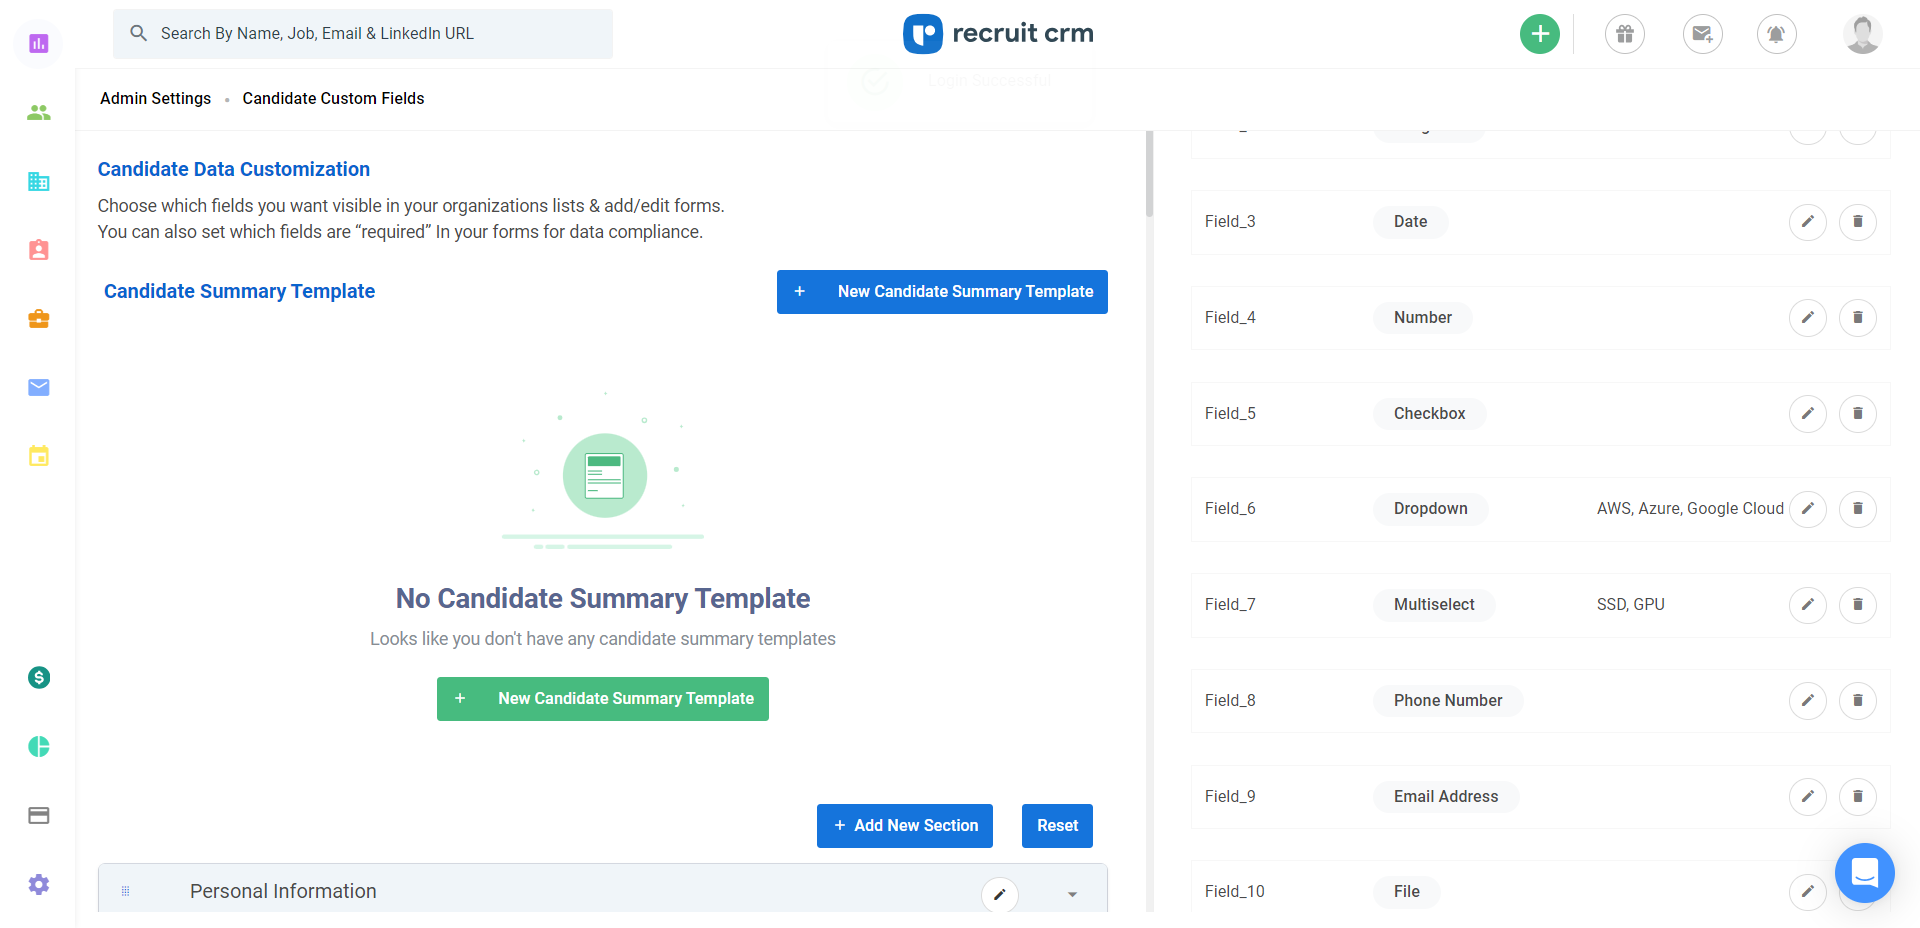 Search By Name, Job, Email & LinkedIn URL
recruit crm
Login Successful
Admin Settings • Candidate Custom Fields
Candidate Data Customization
Choose which fields you want visible in your organizations lists & add/edit forms.
You can also set which fields are “required” In your forms for data compliance.
Candidate Summary Template
+ New Candidate Summary Template
No Candidate Summary Template
Looks like you don't have any candidate summary templates
+ New Candidate Summary Template
+ Add New Section
Reset
Personal Information
Field_3 Date
Field_4 Number
Field_5 Checkbox
Field_6 Dropdown AWS, Azure, Google Cloud
Field_7 Multiselect SSD, GPU
Field_8 Phone Number
Field_9 Email Address
Field_10 File